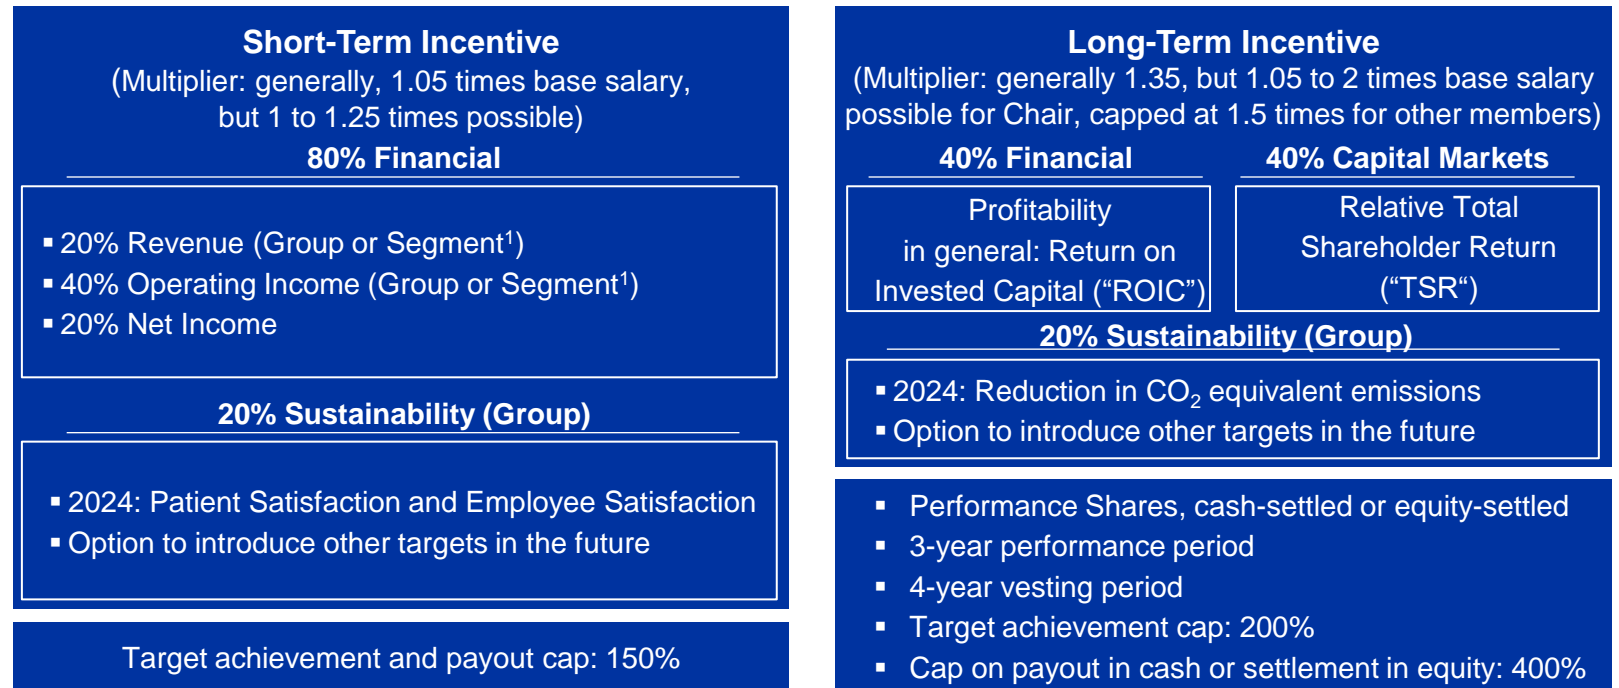 Short-Term Incentive
(Multiplier: generally, 1.05 times base salary,
but 1 to 1.25 times possible)
80% Financial
▪ 20% Revenue (Group or Segment¹)
▪ 40% Operating Income (Group or Segment¹)
▪ 20% Net Income
20% Sustainability (Group)
▪ 2024: Patient Satisfaction and Employee Satisfaction
▪ Option to introduce other targets in the future
Target achievement and payout cap: 150%
Long-Term Incentive
(Multiplier: generally 1.35, but 1.05 to 2 times base salary
possible for Chair, capped at 1.5 times for other members)
40% Financial
Profitability
in general: Return on
Invested Capital (“ROIC”)
40% Capital Markets
Relative Total
Shareholder Return
(“TSR“)
20% Sustainability (Group)
▪ 2024: Reduction in CO₂ equivalent emissions
▪ Option to introduce other targets in the future
▪ Performance Shares, cash-settled or equity-settled
▪ 3-year performance period
▪ 4-year vesting period
▪ Target achievement cap: 200%
▪ Cap on payout in cash or settlement in equity: 400%